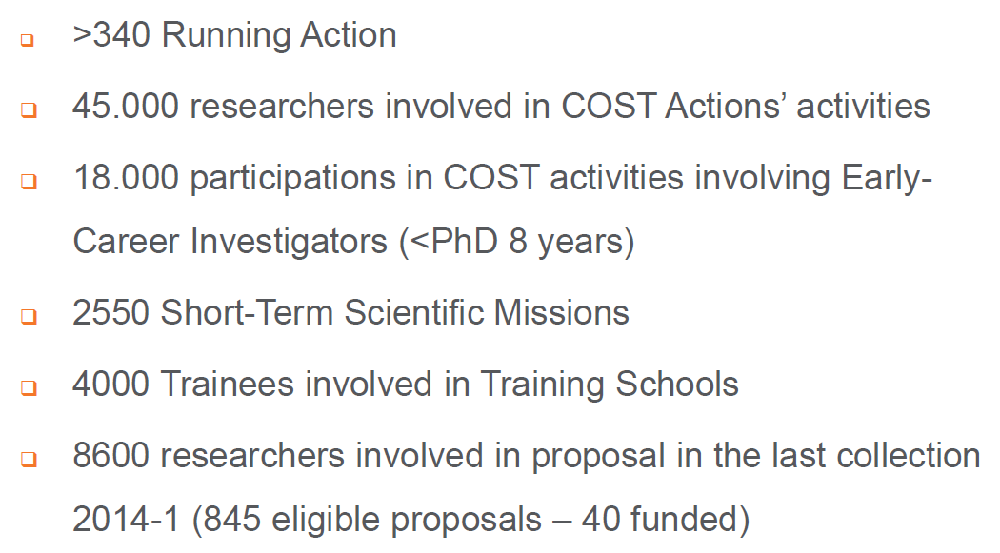 >340 Running Action
45.000 researchers involved in COST Actions’ activities
18.000 participations in COST activities involving Early-
Career Investigators (<PhD 8 years)
2550 Short-Term Scientific Missions
4000 Trainees involved in Training Schools
8600 researchers involved in proposal in the last collection
2014-1 (845 eligible proposals – 40 funded)